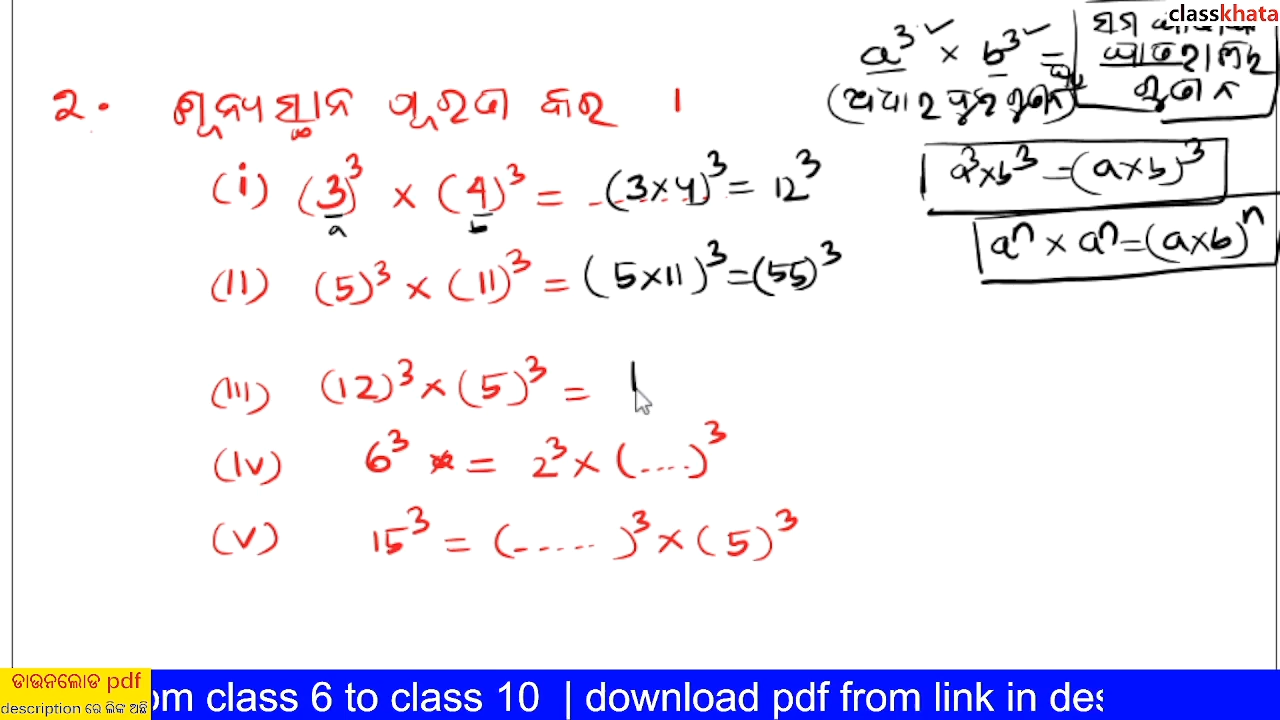 classkhata
a³ × b³ =
୨. ଶୂନ୍ୟସ୍ଥାନ ପୂରଣ କର ।
(i) (3)³ × (4)³ = (3×4)³ = 12³
a b
a³×b³ = (a×b)³
aⁿ × aⁿ = (a×b)ⁿ
(ii) (5)³ × (11)³ = (5×11)³ = (55)³
(iii) (12)³ × (5)³ =
(iv) 6³ = 2³ × (....)³
(v) 15³ = (.....)³ × (5)³
ଡାଉନଲୋଡ pdf
description ରେ ଲିଙ୍କ ଅଛି
om class 6 to class 10 | download pdf from link in des